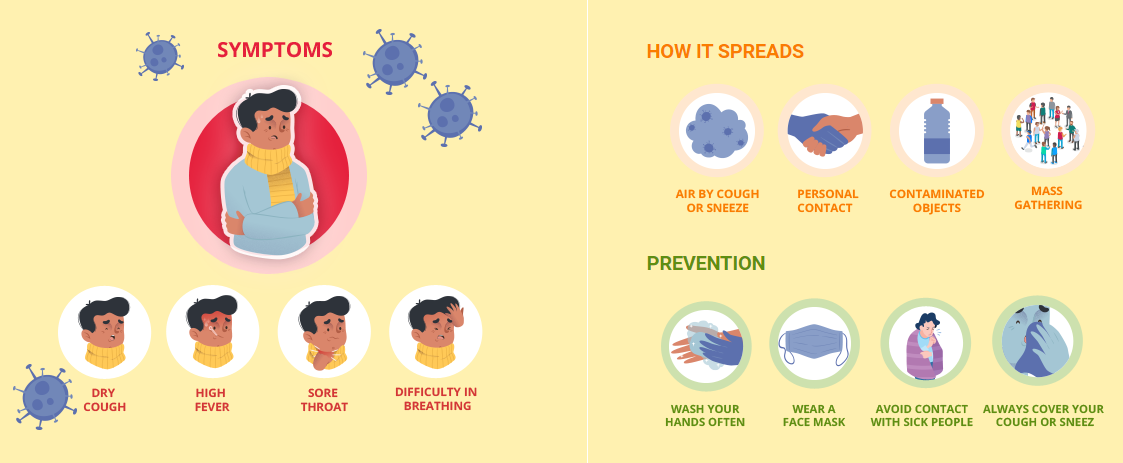 SYMPTOMS
DRY
COUGH
HIGH
FEVER
SORE
THROAT
DIFFICULTY IN
BREATHING
HOW IT SPREADS
AIR BY COUGH
OR SNEEZE
PERSONAL
CONTACT
CONTAMINATED
OBJECTS
MASS
GATHERING
PREVENTION
WASH YOUR
HANDS OFTEN
WEAR A
FACE MASK
AVOID CONTACT
WITH SICK PEOPLE
ALWAYS COVER YOUR
COUGH OR SNEEZ